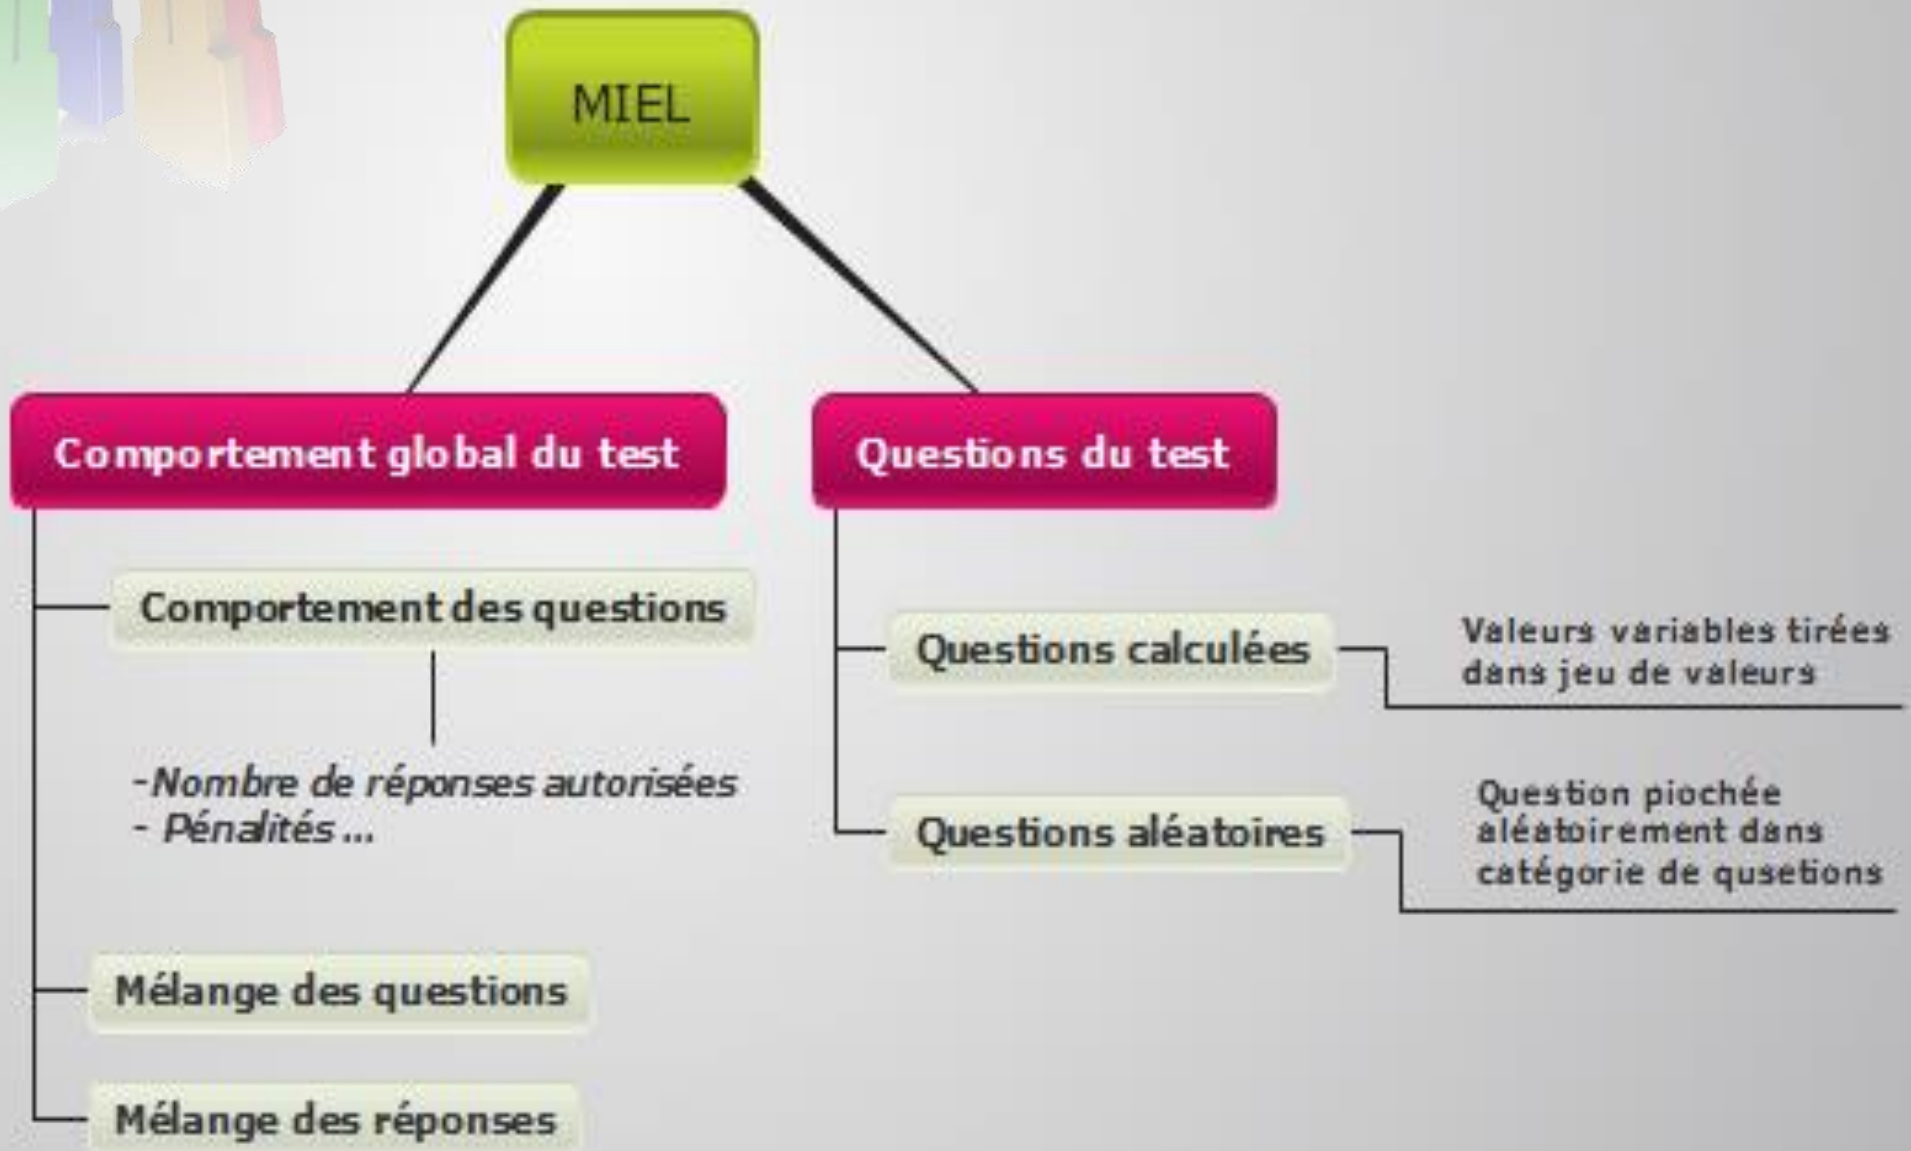 MIEL
Comportement global du test
Comportement des questions
-Nombre de réponses autorisées
- Pénalités ...
Mélange des questions
Mélange des réponses
Questions du test
Questions calculées
Valeurs variables tirées
dans jeu de valeurs
Questions aléatoires
Question piochée
aléatoirement dans
catégorie de qusetions